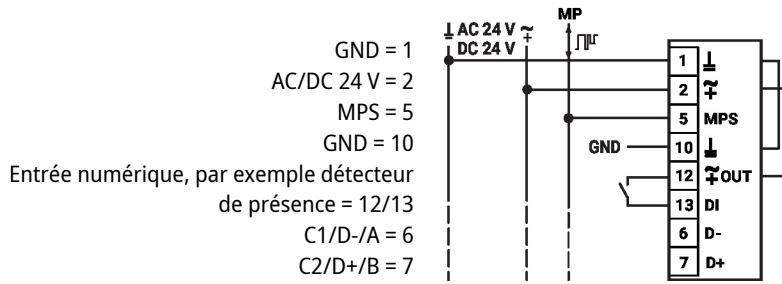 GND = 1
AC/DC 24 V = 2
MPS = 5
GND = 10
Entrée numérique, par exemple détecteur
de présence = 12/13
C1/D-/A = 6
C2/D+/B = 7
MP
⊥ AC 24 V ~
DC 24 V +
1 ⊥
2 ~ +
5 MPS
GND 10 ⊥
12 ~ + OUT
13 DI
6 D-
7 D+